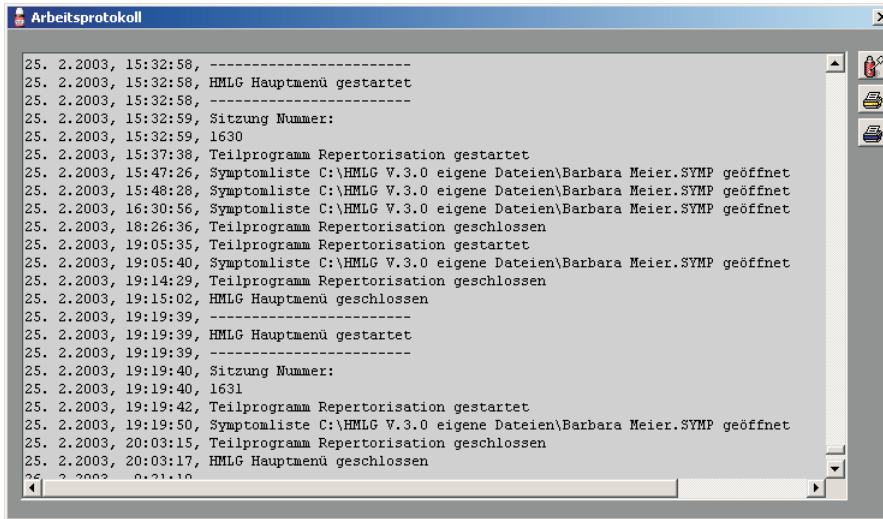 Arbeitsprotokoll
25. 2.2003, 15:32:58, -----------------------
25. 2.2003, 15:32:58, HMLG Hauptmenü gestartet
25. 2.2003, 15:32:58, -----------------------
25. 2.2003, 15:32:59, Sitzung Nummer:
25. 2.2003, 15:32:59, 1630
25. 2.2003, 15:37:38, Teilprogramm Repertorisation gestartet
25. 2.2003, 15:47:26, Symptomliste C:\HMLG V.3.0 eigene Dateien\Barbara Meier.SYMP geöffnet
25. 2.2003, 15:48:28, Symptomliste C:\HMLG V.3.0 eigene Dateien\Barbara Meier.SYMP geöffnet
25. 2.2003, 16:30:56, Symptomliste C:\HMLG V.3.0 eigene Dateien\Barbara Meier.SYMP geöffnet
25. 2.2003, 18:26:36, Teilprogramm Repertorisation geschlossen
25. 2.2003, 19:05:35, Teilprogramm Repertorisation gestartet
25. 2.2003, 19:05:40, Symptomliste C:\HMLG V.3.0 eigene Dateien\Barbara Meier.SYMP geöffnet
25. 2.2003, 19:14:29, Teilprogramm Repertorisation geschlossen
25. 2.2003, 19:15:02, HMLG Hauptmenü geschlossen
25. 2.2003, 19:19:39, -----------------------
25. 2.2003, 19:19:39, HMLG Hauptmenü gestartet
25. 2.2003, 19:19:39, -----------------------
25. 2.2003, 19:19:40, Sitzung Nummer:
25. 2.2003, 19:19:40, 1631
25. 2.2003, 19:19:42, Teilprogramm Repertorisation gestartet
25. 2.2003, 19:19:50, Symptomliste C:\HMLG V.3.0 eigene Dateien\Barbara Meier.SYMP geöffnet
25. 2.2003, 20:03:15, Teilprogramm Repertorisation geschlossen
25. 2.2003, 20:03:17, HMLG Hauptmenü geschlossen